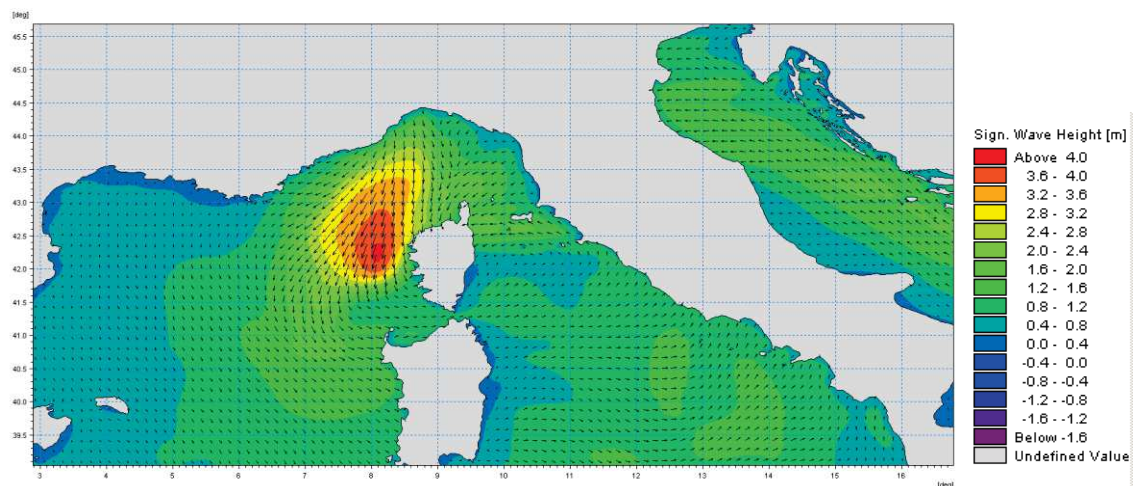 [deg]
45.5
45.0
44.5
44.0
43.5
43.0
42.5
42.0
41.5
41.0
40.5
40.0
39.5
3 4 5 6 7 8 9 10 11 12 13 14 15 16
[deg]
Sign. Wave Height [m]
Above 4.0
3.6 - 4.0
3.2 - 3.6
2.8 - 3.2
2.4 - 2.8
2.0 - 2.4
1.6 - 2.0
1.2 - 1.6
0.8 - 1.2
0.4 - 0.8
0.0 - 0.4
-0.4 - 0.0
-0.8 - -0.4
-1.2 - -0.8
-1.6 - -1.2
Below -1.6
Undefined Value